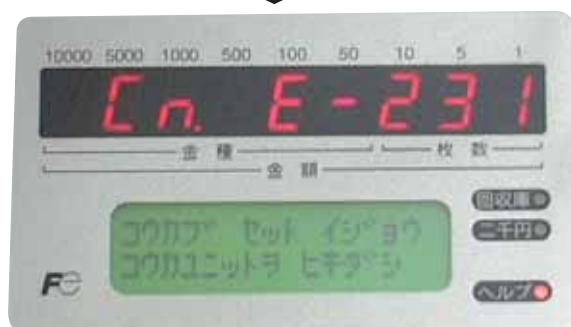 10000 5000 1000 500 100 50 10 5 1
Cn. E-231
金種 枚数
金額
コウカブ セット イジョウ
コウカユニットヲ ヒキダシ
回収庫
二千円
ヘルプ
Fe